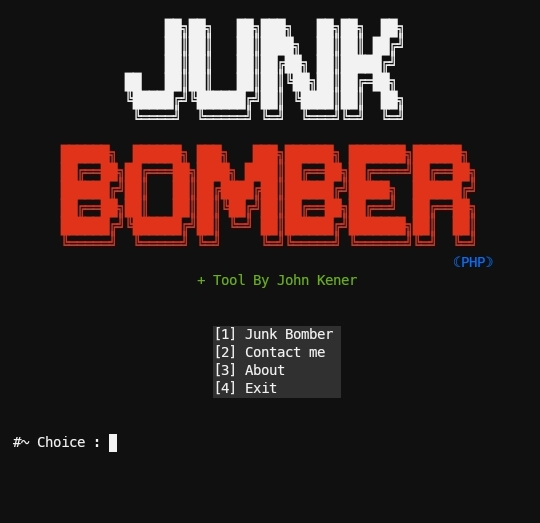 JUNK
BOMBER
(PHP)
+ Tool By John Kener
[1] Junk Bomber
[2] Contact me
[3] About
[4] Exit
#~ Choice :